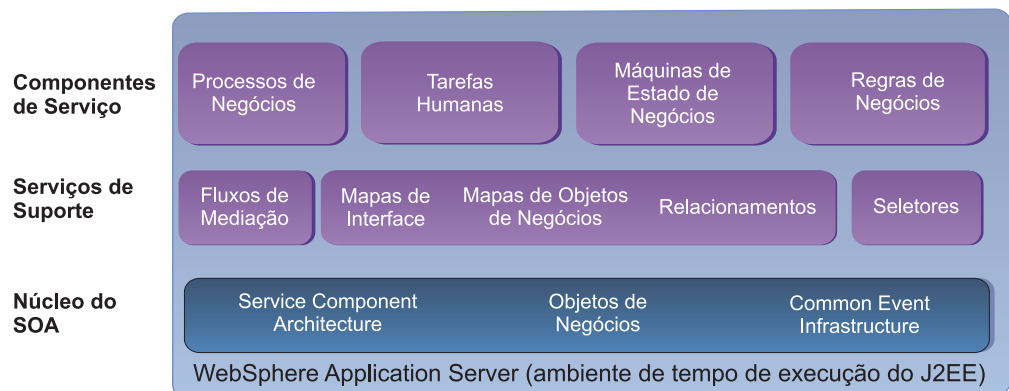 Componentes
de Serviço
Processos de
Negócios
Tarefas
Humanas
Máquinas de
Estado de
Negócios
Regras de
Negócios
Serviços de
Suporte
Fluxos de
Mediação
Mapas de
Interface
Mapas de Objetos
de Negócios
Relacionamentos
Seletores
Núcleo do
SOA
Service Component
Architecture
Objetos de
Negócios
Common Event
Infrastructure
WebSphere Application Server (ambiente de tempo de execução do J2EE)